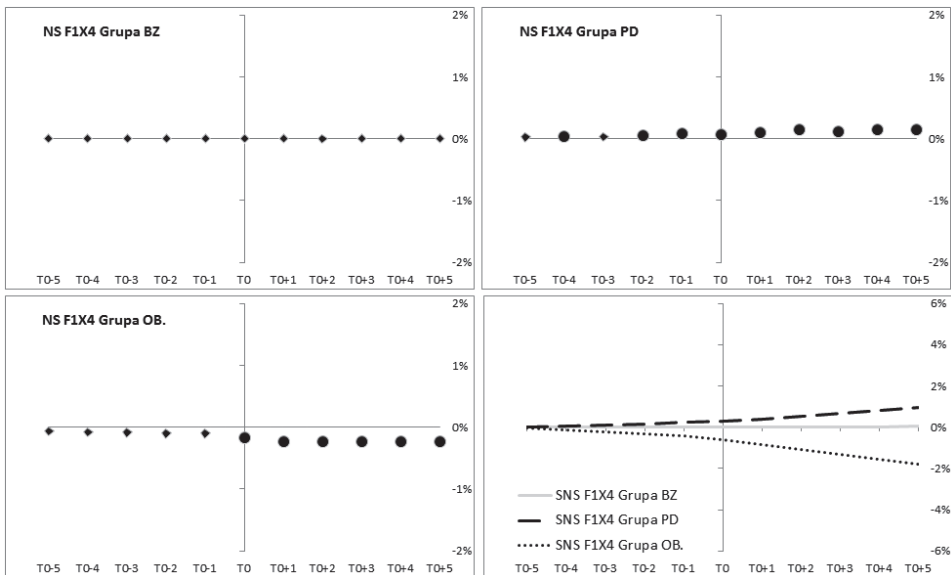 NS F1X4 Grupa BZ
2%
1%
0%
-1%
-2%
T0-5 T0-4 T0-3 T0-2 T0-1 T0 T0+1 T0+2 T0+3 T0+4 T0+5
NS F1X4 Grupa PD
2%
1%
0%
-1%
-2%
T0-5 T0-4 T0-3 T0-2 T0-1 T0 T0+1 T0+2 T0+3 T0+4 T0+5
NS F1X4 Grupa OB.
2%
1%
0%
-1%
-2%
T0-5 T0-4 T0-3 T0-2 T0-1 T0 T0+1 T0+2 T0+3 T0+4 T0+5
6%
4%
2%
0%
-2%
-4%
-6%
SNS F1X4 Grupa BZ
SNS F1X4 Grupa PD
SNS F1X4 Grupa OB.
T0-5 T0-4 T0-3 T0-2 T0-1 T0 T0+1 T0+2 T0+3 T0+4 T0+5